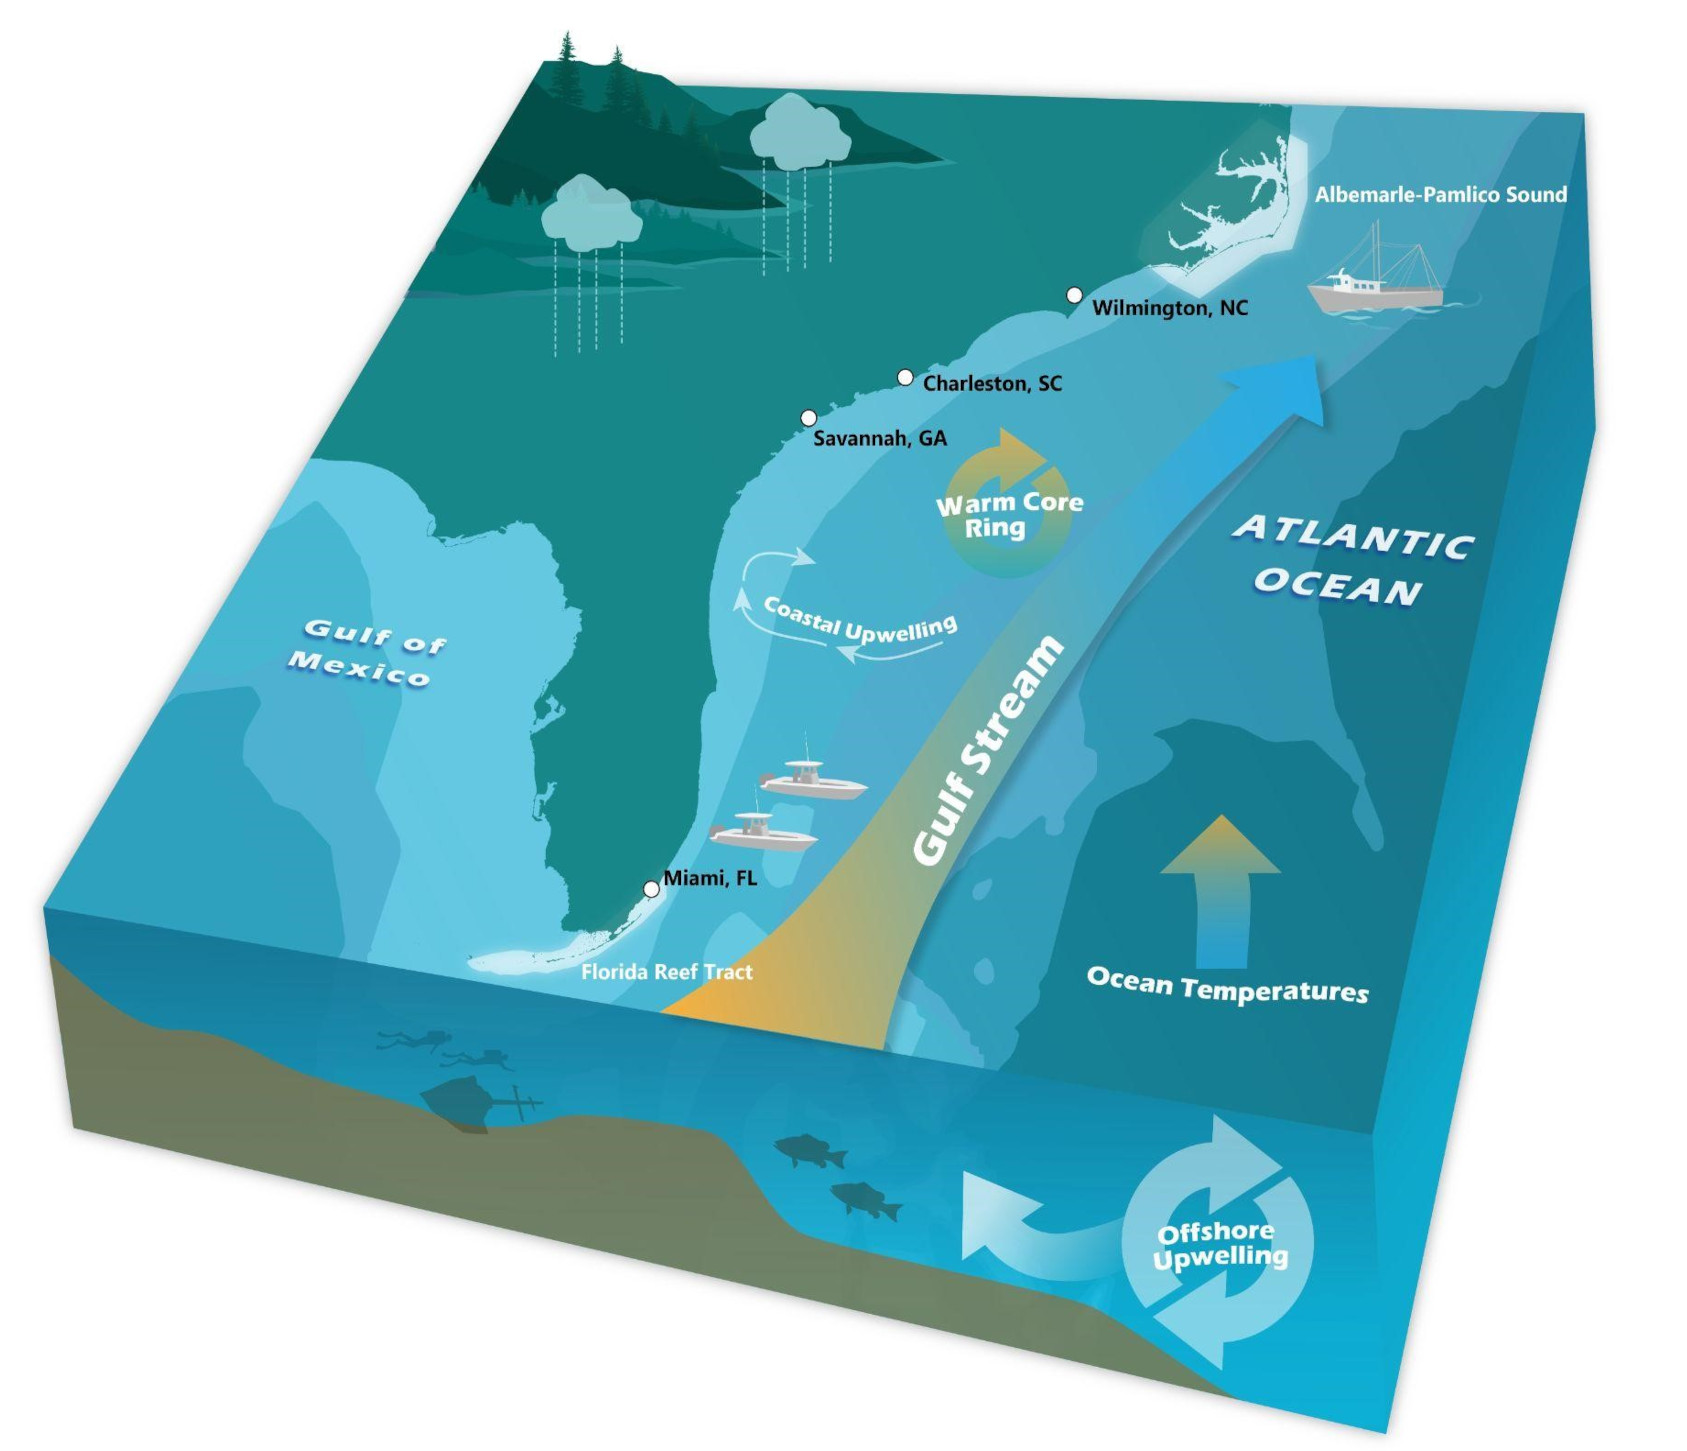 Albemarle-Pamlico Sound
Wilmington, NC
Charleston, SC
Savannah, GA
Warm Core
Ring
ATLANTIC
OCEAN
Coastal Upwelling
Gulf of
Mexico
Gulf Stream
Miami, FL
Florida Reef Tract
Ocean Temperatures
Offshore
Upwelling